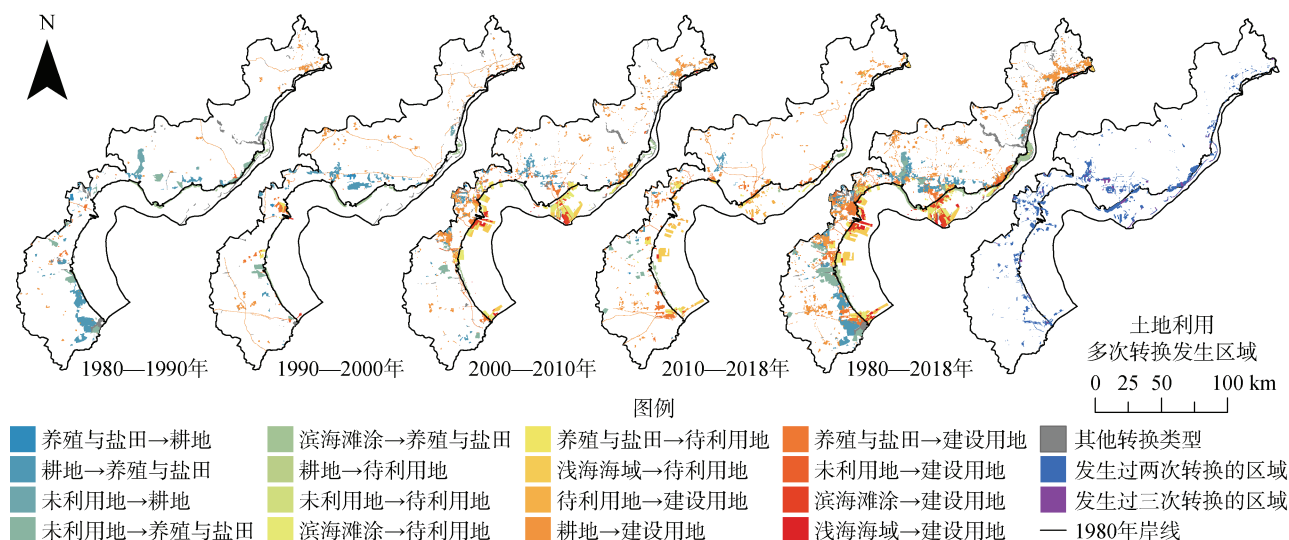 N
1980—1990年
1990—2000年
2000—2010年
2010—2018年
1980—2018年
土地利用
多次转换发生区域
0 25 50 100 km
图例
养殖与盐田→耕地
滨海滩涂→养殖与盐田
养殖与盐田→待利用地
养殖与盐田→建设用地
其他转换类型
耕地→养殖与盐田
耕地→待利用地
浅海海域→待利用地
未利用地→建设用地
发生过两次转换的区域
未利用地→耕地
未利用地→待利用地
待利用地→建设用地
滨海滩涂→建设用地
发生过三次转换的区域
未利用地→养殖与盐田
滨海滩涂→待利用地
耕地→建设用地
浅海海域→建设用地
1980年岸线